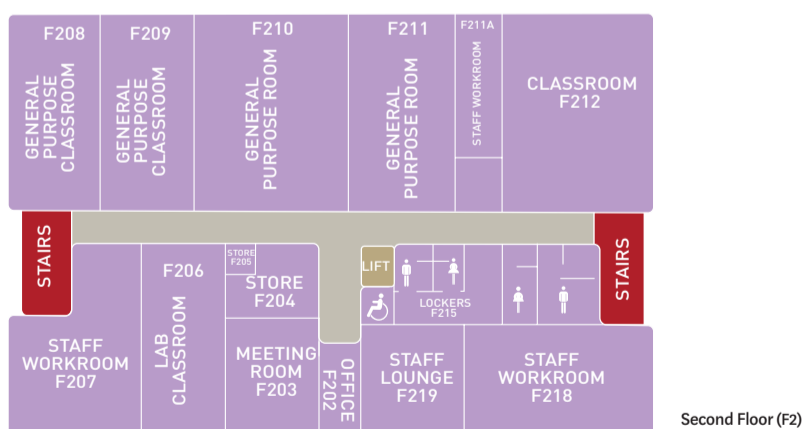 F208
GENERAL
PURPOSE
CLASSROOM
F209
GENERAL
PURPOSE
CLASSROOM
F210
GENERAL
PURPOSE ROOM
F211
GENERAL
PURPOSE ROOM
F211A
STAFF WORKROOM
CLASSROOM
F212
STAIRS
STAFF
WORKROOM
F207
F206
LAB
CLASSROOM
STORE
F205
STORE
F204
MEETING
ROOM
F203
OFFICE
F202
LIFT
LOCKERS
F215
STAFF
LOUNGE
F219
STAFF
WORKROOM
F218
STAIRS
Second Floor (F2)